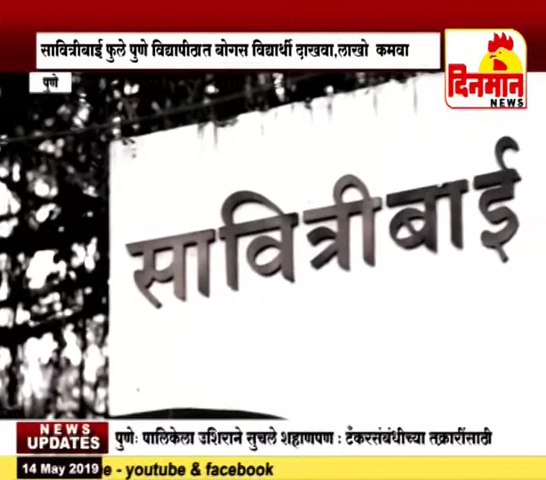 सावित्रीबाई फुले पुणे विद्यापीठात बोगस विद्यार्थी दाखवा,लाखो कमवा
दिनमान
NEWS
पुणे
सावित्रीबाई
NEWS
UPDATES
पुणेः पालिकेला उशिराने सुचले शहाणपण : टँकरसंबंधीच्या तक्रारींसाठी
14 May 2019
e - youtube & facebook